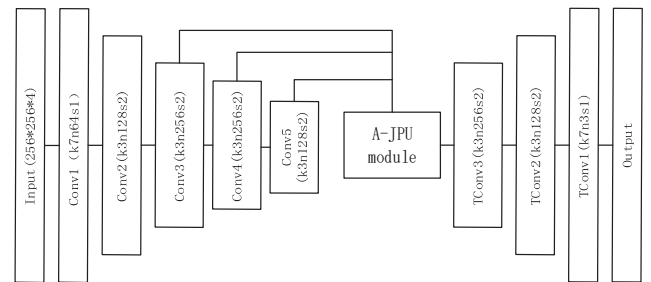 Input(256*256*4)
Conv1 (k7n64s1)
Conv2(k3n128s2)
Conv3(k3n256s2)
Conv4(k3n256s2)
Conv5
(k3n128s2)
A-JPU
module
TConv3(k3n256s2)
TConv2(k3n128s2)
TConv1(k7n3s1)
Output